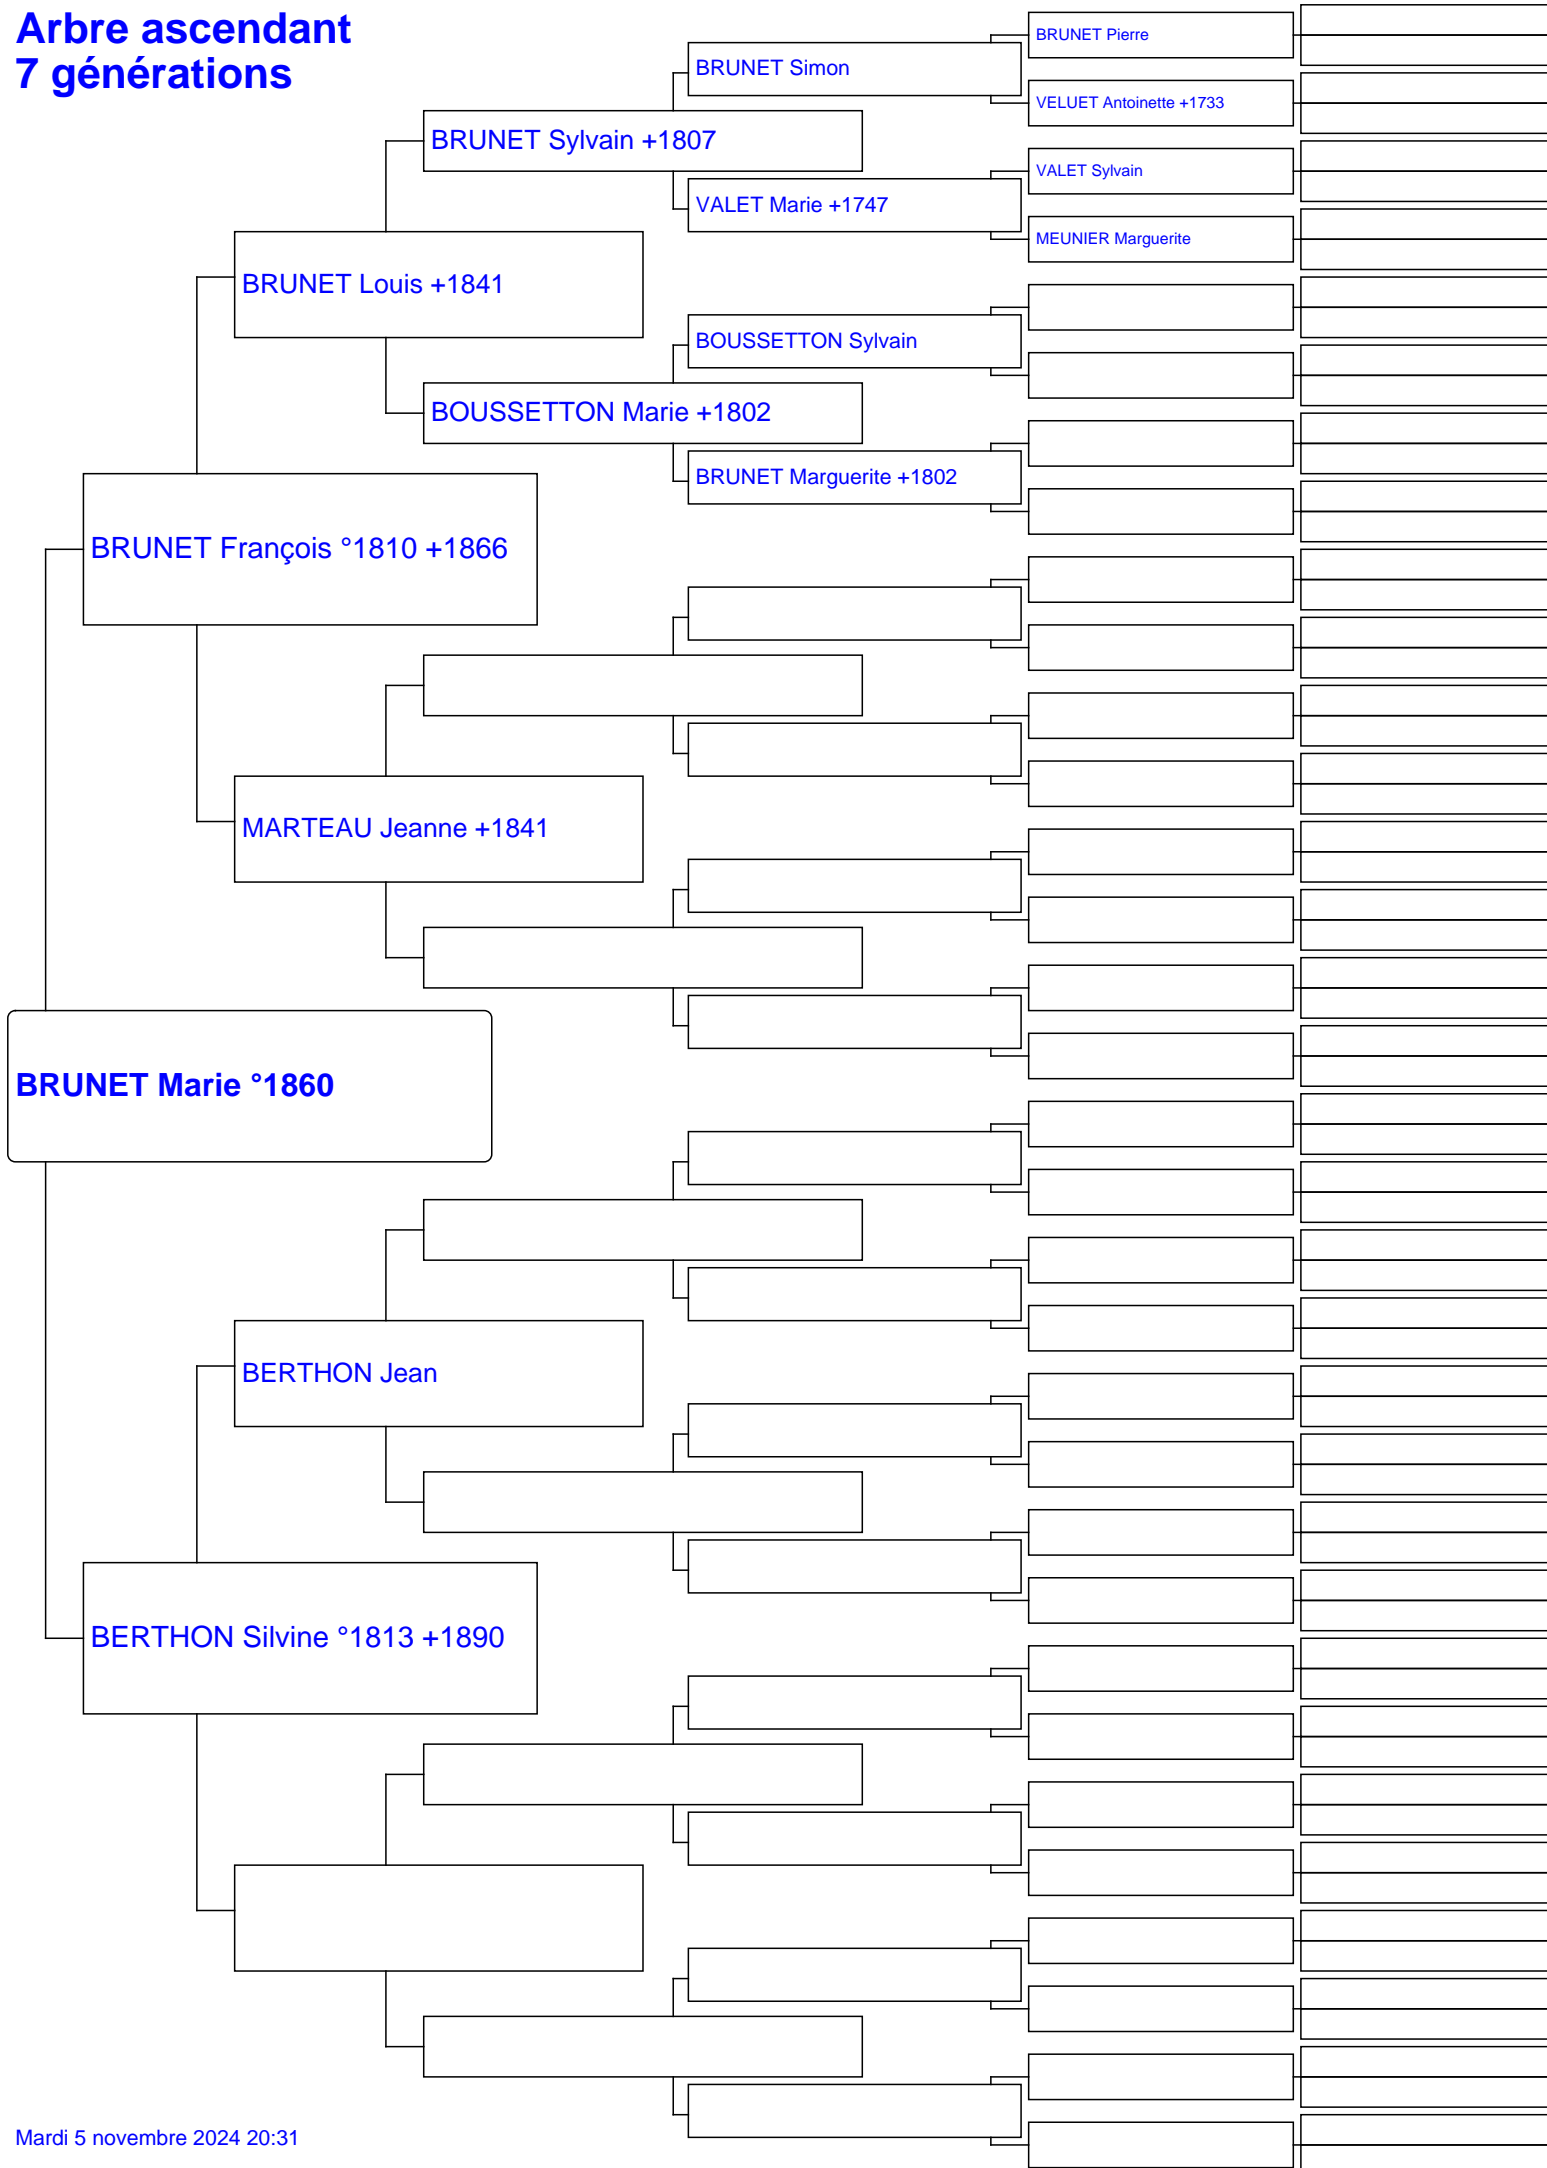 Arbre ascendant
7 générations
BRUNET Pierre
BRUNET Simon
VELUET Antoinette +1733
BRUNET Sylvain +1807
VALET Sylvain
VALET Marie +1747
MEUNIER Marguerite
BRUNET Louis +1841
BOUSSETTON Sylvain
BOUSSETTON Marie +1802
BRUNET Marguerite +1802
BRUNET François °1810 +1866
MARTEAU Jeanne +1841
BRUNET Marie °1860
BERTHON Jean
BERTHON Silvine °1813 +1890
Mardi 5 novembre 2024 20:31